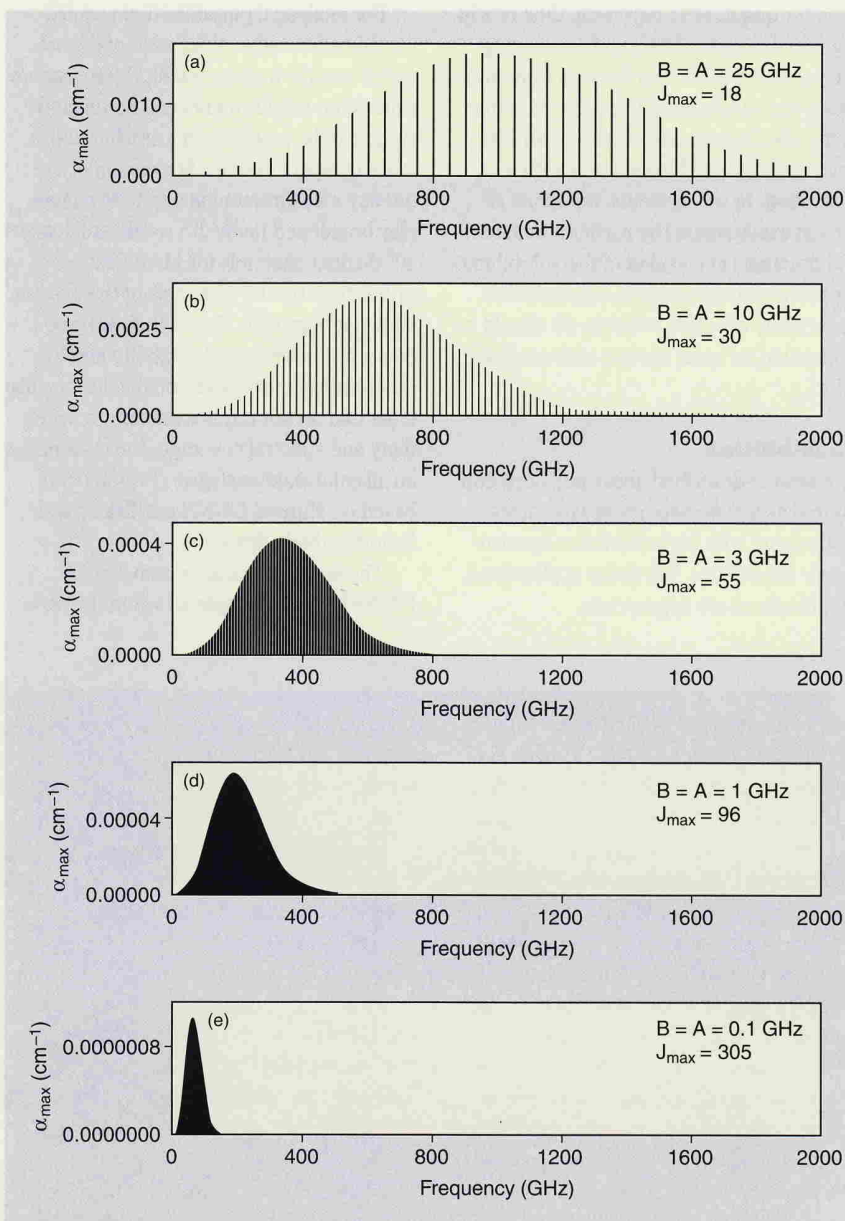 (a)
B = A = 25 GHz
J_max = 18
α_max (cm⁻¹)
0.010
0.000
0 400 800 1200 1600 2000
Frequency (GHz)
(b)
B = A = 10 GHz
J_max = 30
α_max (cm⁻¹)
0.0025
0.0000
0 400 800 1200 1600 2000
Frequency (GHz)
(c)
B = A = 3 GHz
J_max = 55
α_max (cm⁻¹)
0.0004
0.0000
0 400 800 1200 1600 2000
Frequency (GHz)
(d)
B = A = 1 GHz
J_max = 96
α_max (cm⁻¹)
0.00004
0.00000
0 400 800 1200 1600 2000
Frequency (GHz)
(e)
B = A = 0.1 GHz
J_max = 305
α_max (cm⁻¹)
0.0000008
0.0000000
0 400 800 1200 1600 2000
Frequency (GHz)